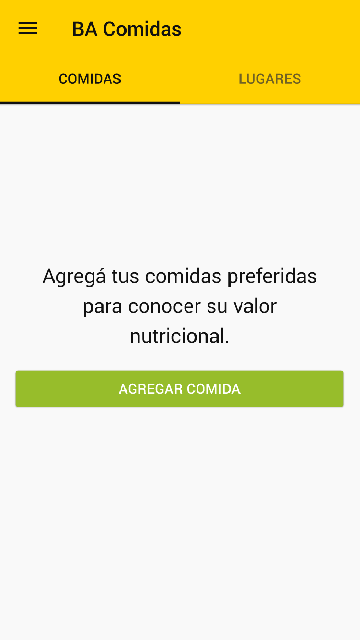 BA Comidas
COMIDAS
LUGARES
Agregá tus comidas preferidas
para conocer su valor
nutricional.
AGREGAR COMIDA